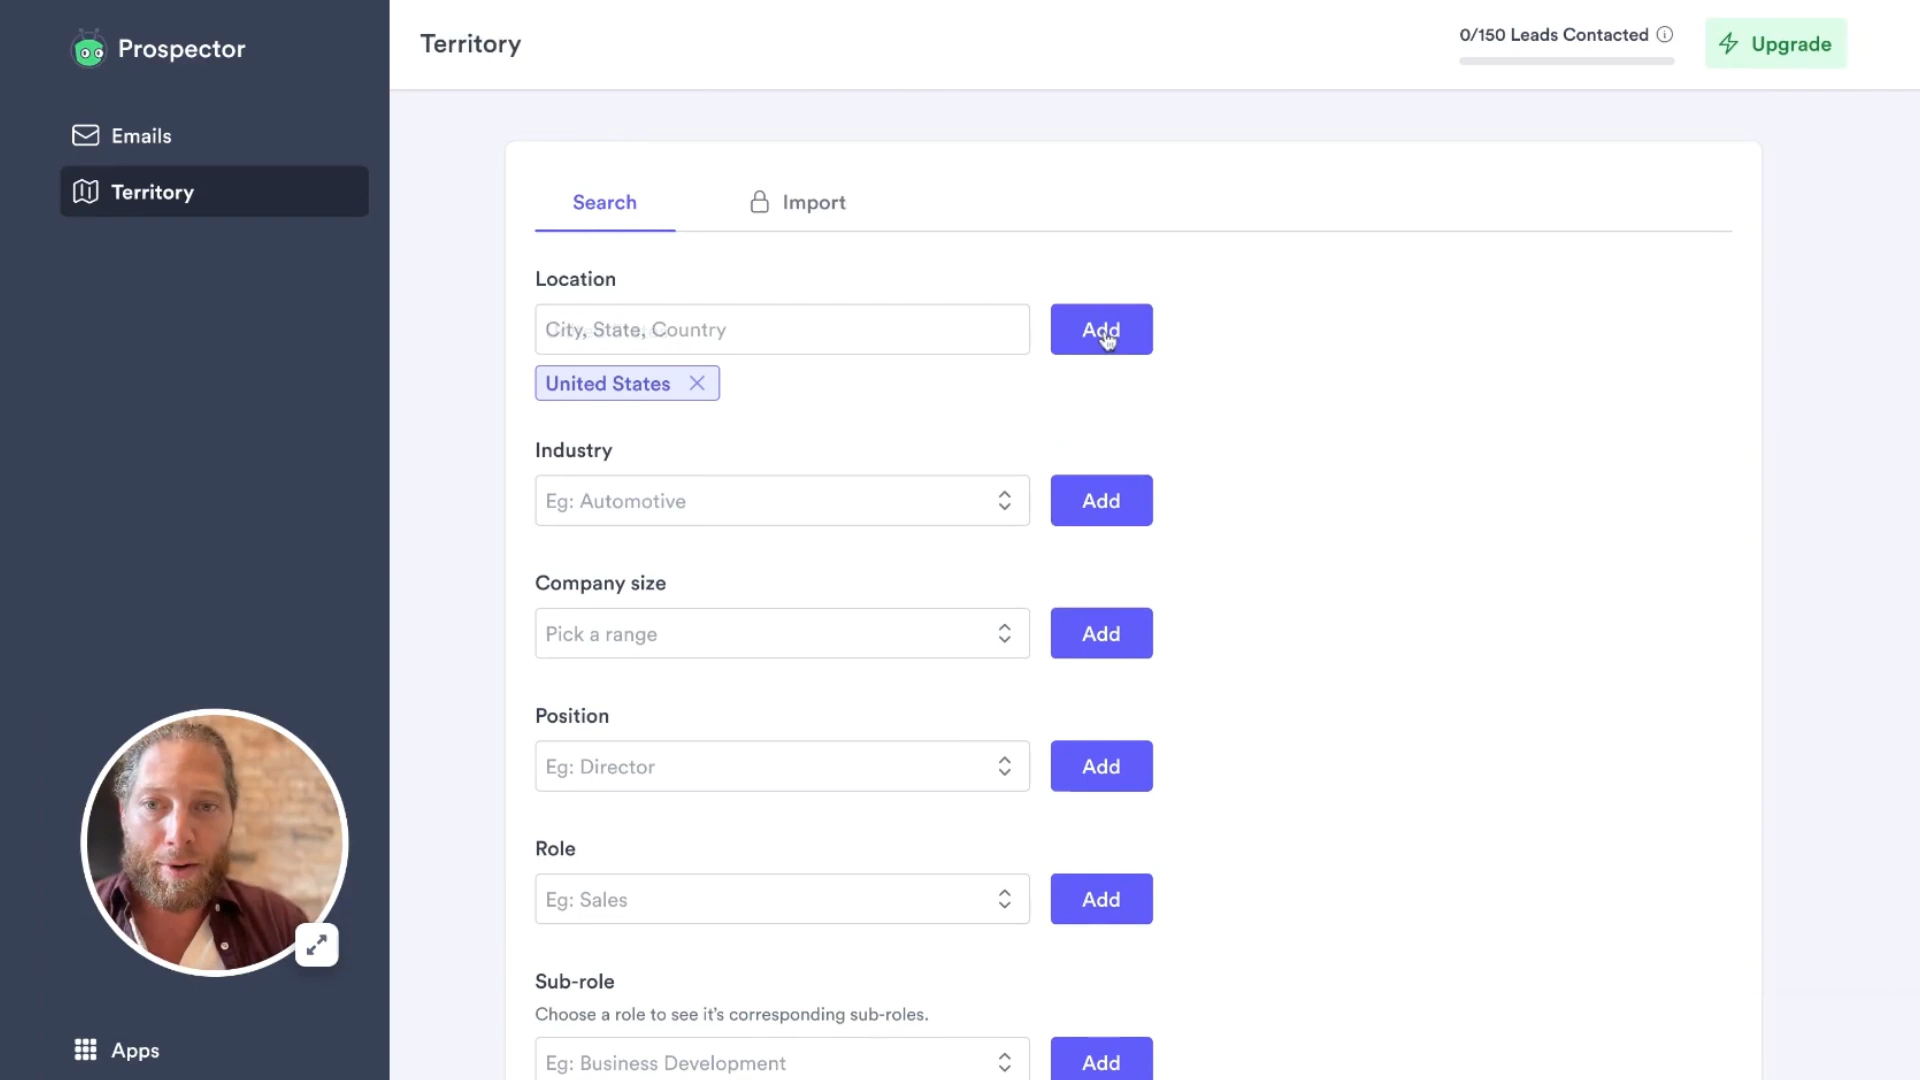 Prospector
Emails
Territory
Apps
Territory
0/150 Leads Contacted
Upgrade
Search
Import
Location
City, State, Country
Add
United States
Industry
Eg: Automotive
Add
Company size
Pick a range
Add
Position
Eg: Director
Add
Role
Eg: Sales
Add
Sub-role
Choose a role to see it's corresponding sub-roles.
Eg: Business Development
Add